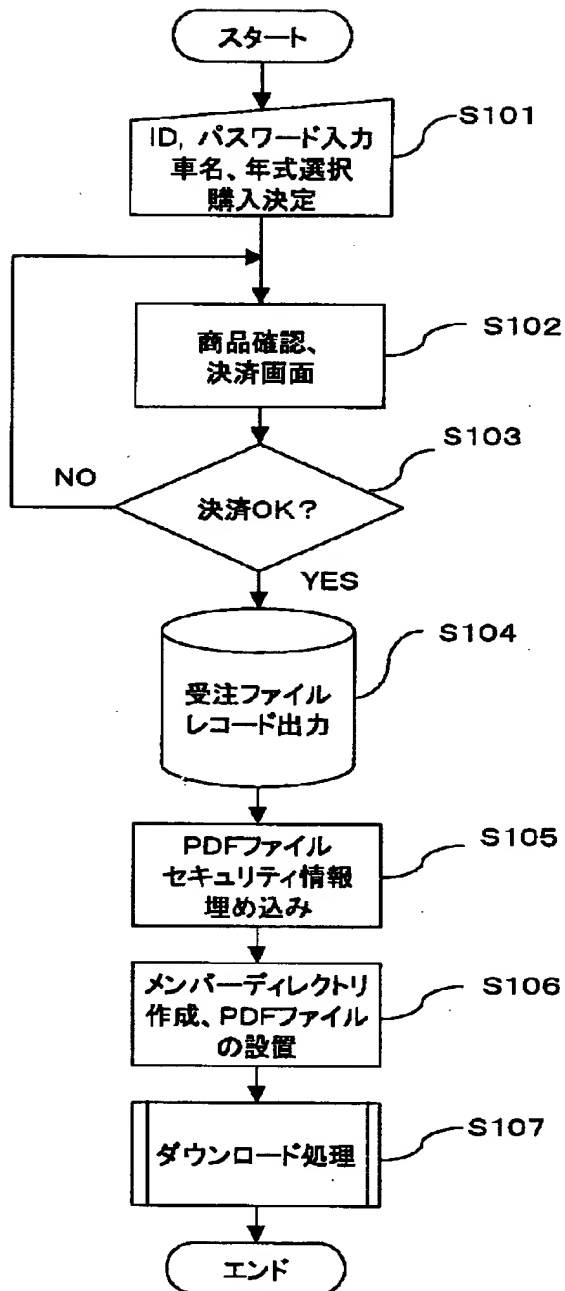 スタート
S101
ID, パスワード入力
車名、年式選択
購入決定
S102
商品確認、
決済画面
S103
NO
決済OK?
YES
S104
受注ファイル
レコード出力
S105
PDFファイル
セキュリティ情報
埋め込み
S106
メンバーディレクトリ
作成、PDFファイル
の設置
S107
ダウンロード処理
エンド